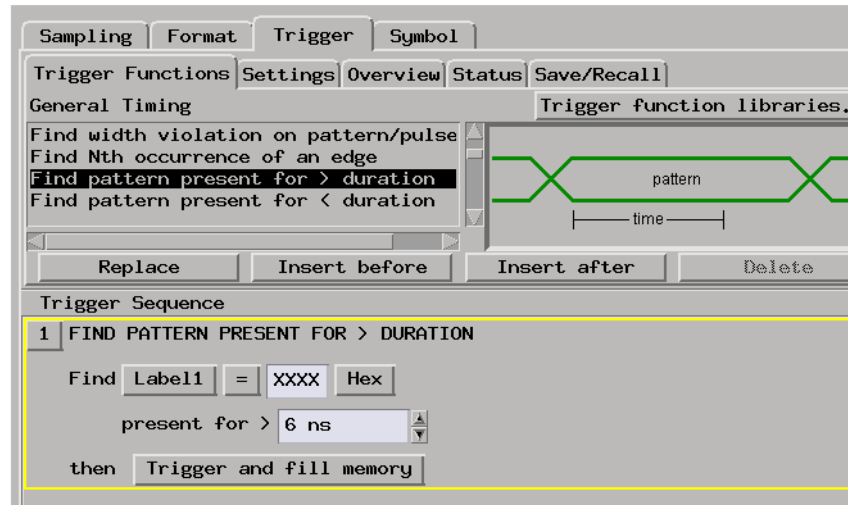 Sampling Format Trigger Symbol
Trigger Functions Settings Overview Status Save/Recall
General Timing Trigger function libraries.
Find width violation on pattern/pulse
Find Nth occurrence of an edge
Find pattern present for > duration
Find pattern present for < duration
pattern
time
Replace Insert before Insert after Delete
Trigger Sequence
1 FIND PATTERN PRESENT FOR > DURATION
Find Label1 = XXXX Hex
present for > 6 ns
then Trigger and fill memory